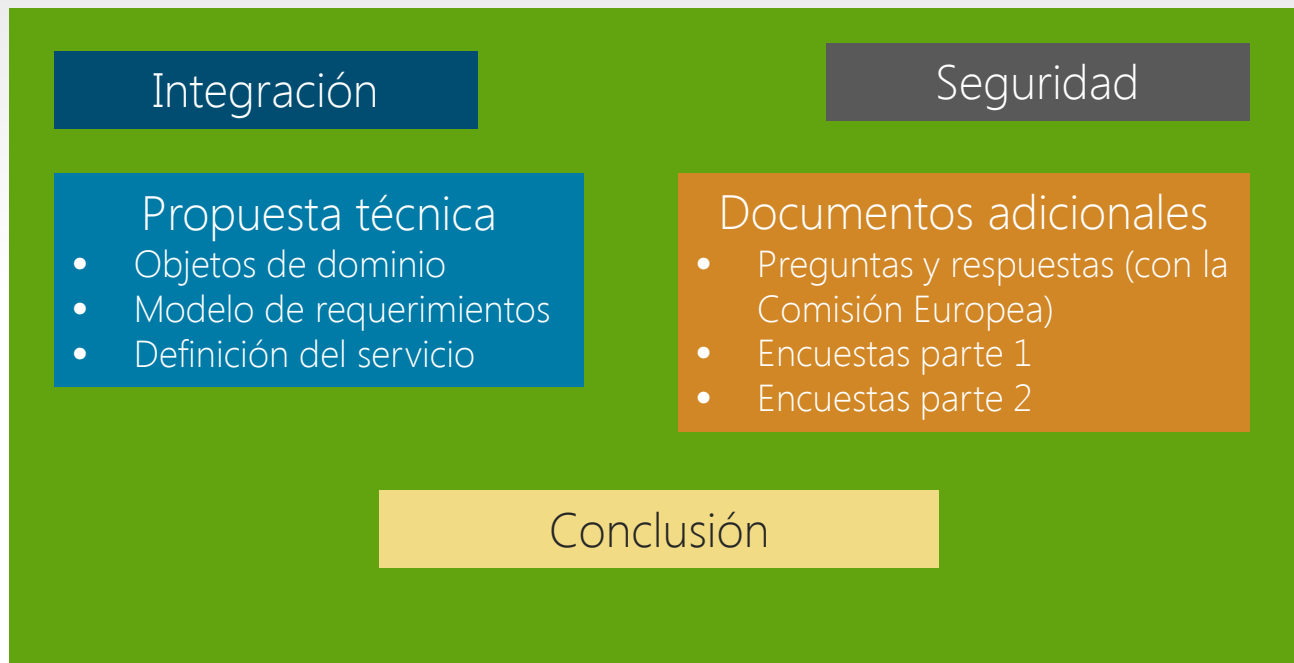 Integración
Seguridad
Propuesta técnica
• Objetos de dominio
• Modelo de requerimientos
• Definición del servicio
Documentos adicionales
• Preguntas y respuestas (con la
Comisión Europea)
• Encuestas parte 1
• Encuestas parte 2
Conclusión